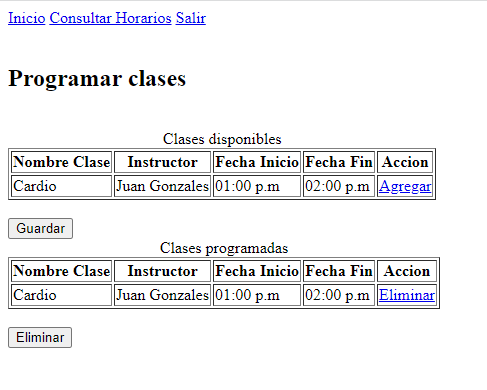 Inicio Consultar Horarios Salir
Programar clases
Clases disponibles
Nombre Clase Instructor Fecha Inicio Fecha Fin Accion
Cardio Juan Gonzales 01:00 p.m 02:00 p.m Agregar
Guardar
Clases programadas
Nombre Clase Instructor Fecha Inicio Fecha Fin Accion
Cardio Juan Gonzales 01:00 p.m 02:00 p.m Eliminar
Eliminar